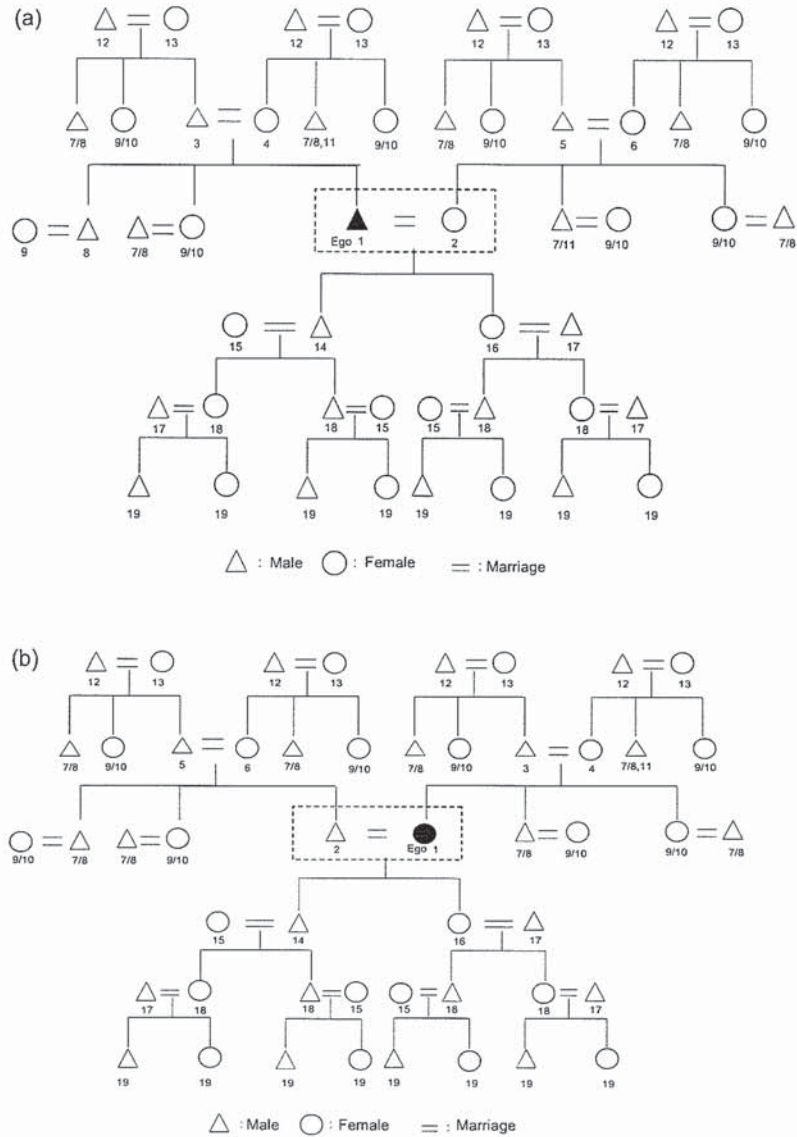 (a)
12 13 12 13 12 13 12 13
7/8 9/10 3 4 7/8,11 9/10 7/8 9/10 5 6 7/8 9/10
9 8 7/8 9/10 Ego 1 2 7/11 9/10 9/10 7/8
15 14 16 17
17 18 18 15 15 18 18 17
19 19 19 19 19 19 19 19
: Male : Female : Marriage
(b)
12 13 12 13 12 13 12 13
7/8 9/10 5 6 7/8 9/10 7/8 9/10 3 4 7/8,11 9/10
9/10 7/8 7/8 9/10 2 Ego 1 7/8 9/10 9/10 7/8
15 14 16 17
17 18 18 15 15 18 18 17
19 19 19 19 19 19 19 19
: Male : Female : Marriage